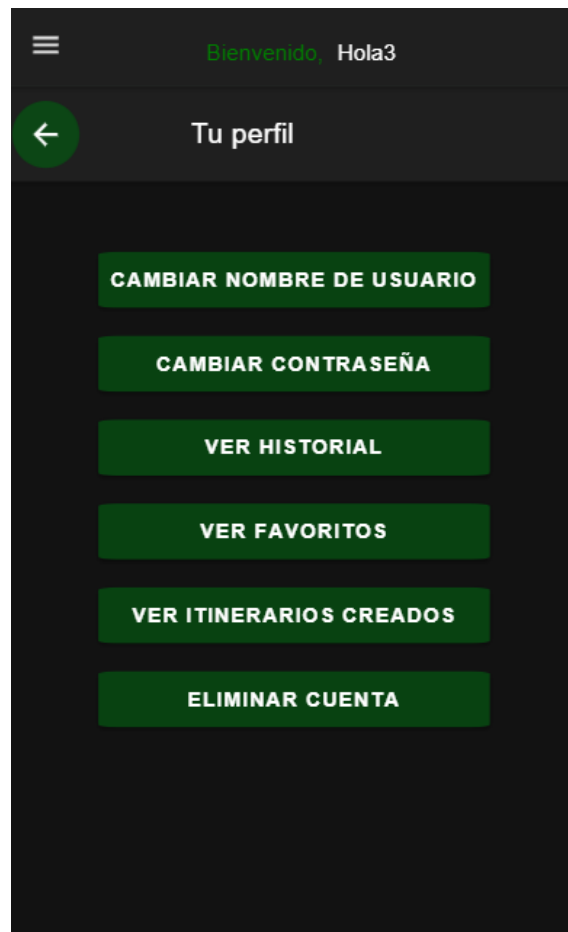 Bienvenido, Hola3
Tu perfil
CAMBIAR NOMBRE DE USUARIO
CAMBIAR CONTRASEÑA
VER HISTORIAL
VER FAVORITOS
VER ITINERARIOS CREADOS
ELIMINAR CUENTA